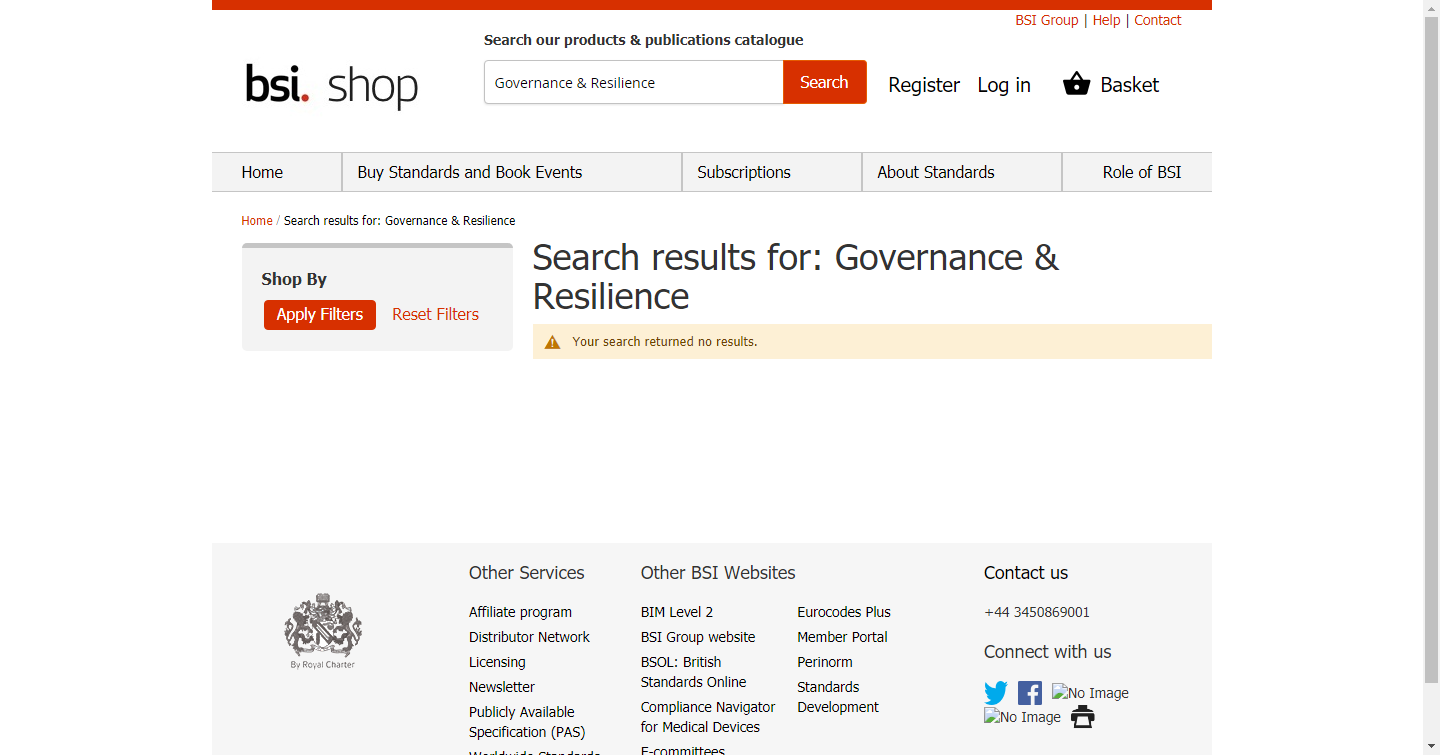 BSI Group | Help | Contact
Search our products & publications catalogue
bsi. shop
Governance & Resilience
Search
Register
Log in
Basket
Home
Buy Standards and Book Events
Subscriptions
About Standards
Role of BSI
Home / Search results for: Governance & Resilience
Shop By
Apply Filters
Reset Filters
Search results for: Governance &
Resilience
Your search returned no results.
By Royal Charter
Other Services
Affiliate program
Distributor Network
Licensing
Newsletter
Publicly Available
Specification (PAS)
Worldwide Standards
Other BSI Websites
BIM Level 2
BSI Group website
BSOL: British
Standards Online
Compliance Navigator
for Medical Devices
E-committees
Eurocodes Plus
Member Portal
Perinorm
Standards
Development
Contact us
+44 3450869001
Connect with us
No Image
No Image